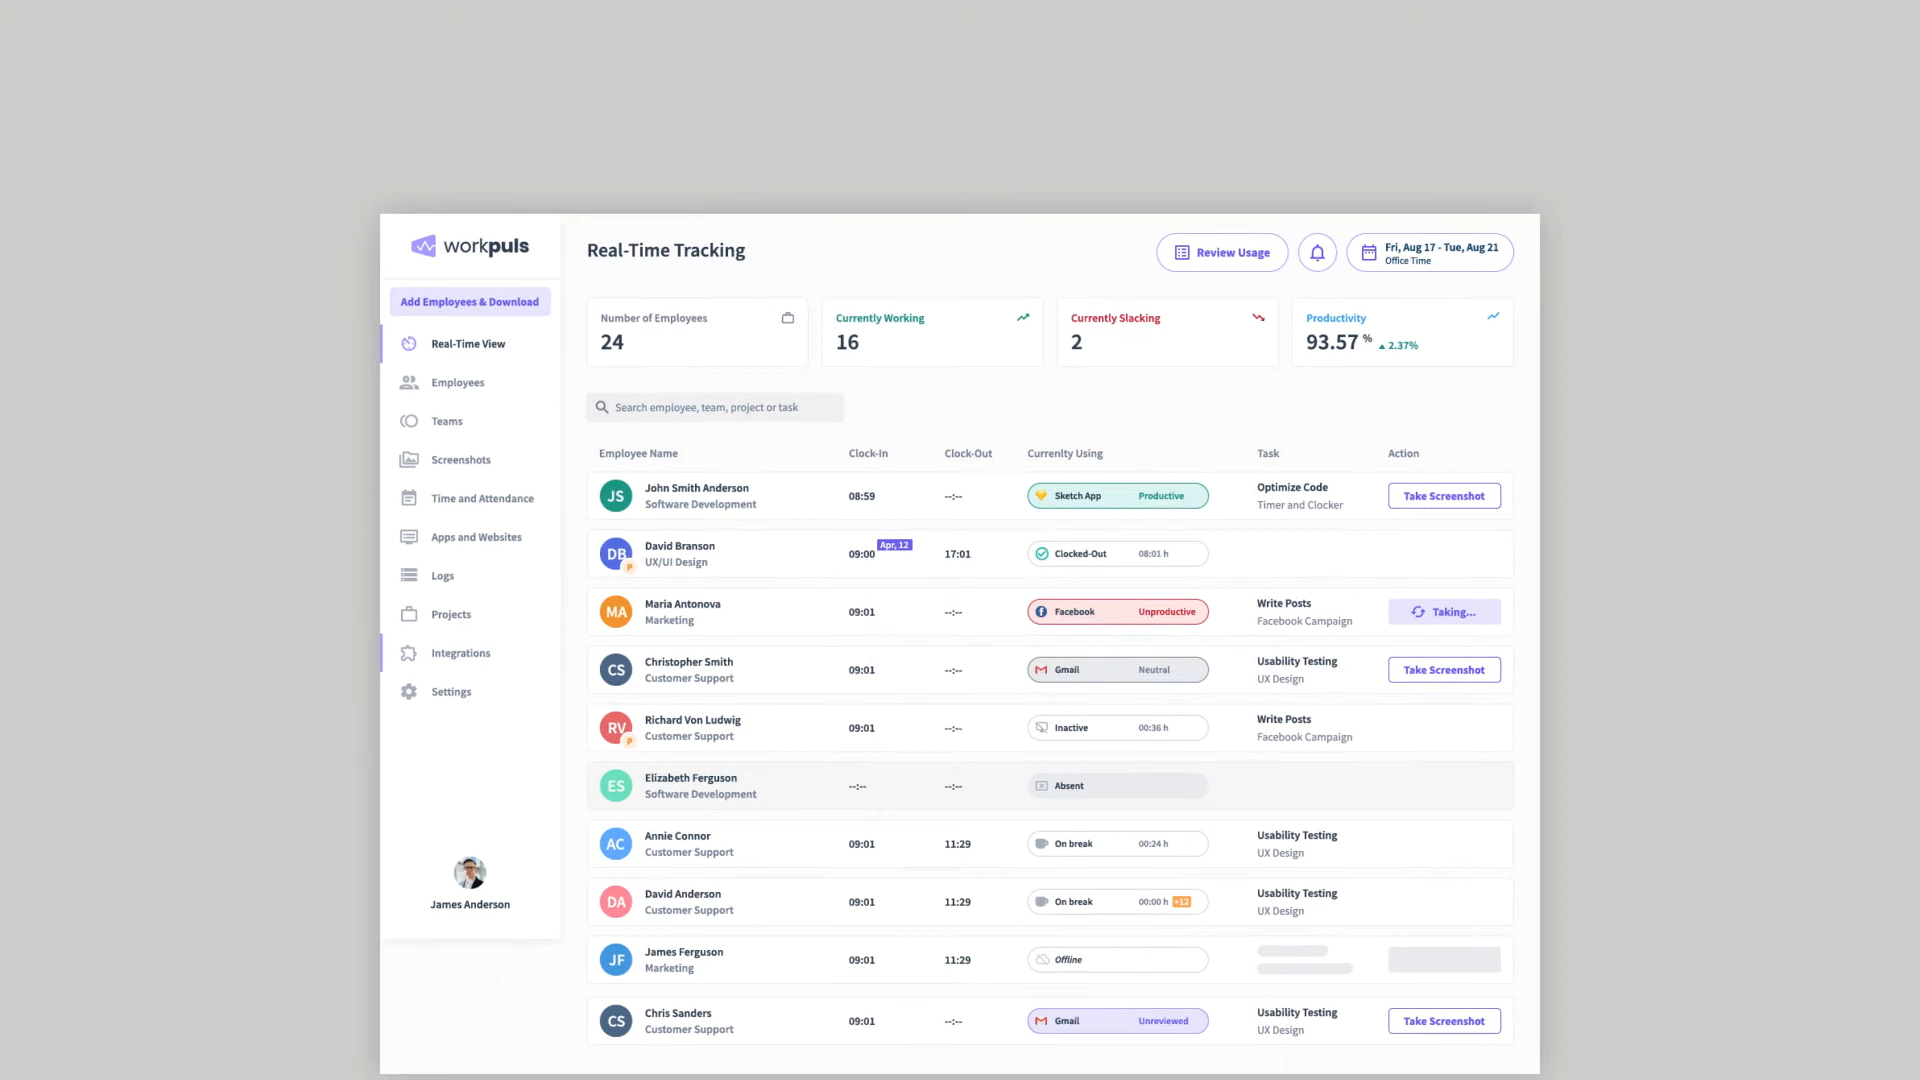 workpuls
Real-Time Tracking
Review Usage
Fri, Aug 17 - Tue, Aug 21
Office Time
Add Employees & Download
Real-Time View
Employees
Teams
Screenshots
Time and Attendance
Apps and Websites
Logs
Projects
Integrations
Settings
James Anderson
Number of Employees
24
Currently Working
16
Currently Slacking
2
Productivity
93.57 % 2.37%
Search employee, team, project or task
Employee Name Clock-In Clock-Out Currenlty Using Task Action
JS John Smith Anderson 08:59 --:-- Sketch App Productive Optimize Code Take Screenshot
Software Development Timer and Clocker
DB P David Branson 09:00 Apr, 12 17:01 Clocked-Out 08:01 h
UX/UI Design
MA Maria Antonova 09:01 --:-- Facebook Unproductive Write Posts Taking...
Marketing Facebook Campaign
CS Christopher Smith 09:01 --:-- Gmail Neutral Usability Testing Take Screenshot
Customer Support UX Design
RV P Richard Von Ludwig 09:01 --:-- Inactive 00:36 h Write Posts
Customer Support Facebook Campaign
ES Elizabeth Ferguson --:-- --:-- Absent
Software Development
AC Annie Connor 09:01 11:29 On break 00:24 h Usability Testing
Customer Support UX Design
DA David Anderson 09:01 11:29 On break 00:00 h +12 Usability Testing
Customer Support UX Design
JF James Ferguson 09:01 11:29 Offline
Marketing
CS Chris Sanders 09:01 --:-- Gmail Unreviewed Usability Testing Take Screenshot
Customer Support UX Design